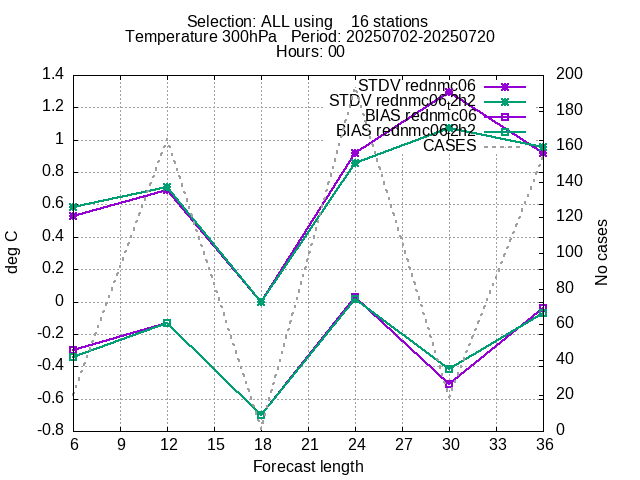 Selection: ALL using    16 stations
Temperature 300hPa   Period: 20250702-20250720
Hours: 00
STDV rednmc06
STDV rednmc06.2h2
BIAS rednmc06
BIAS rednmc06.2h2
CASES
1.4
1.2
1
0.8
0.6
0.4
0.2
0
-0.2
-0.4
-0.6
-0.8
deg C
200
180
160
140
120
100
80
60
40
20
0
No cases
6 9 12 15 18 21 24 27 30 33 36
Forecast length